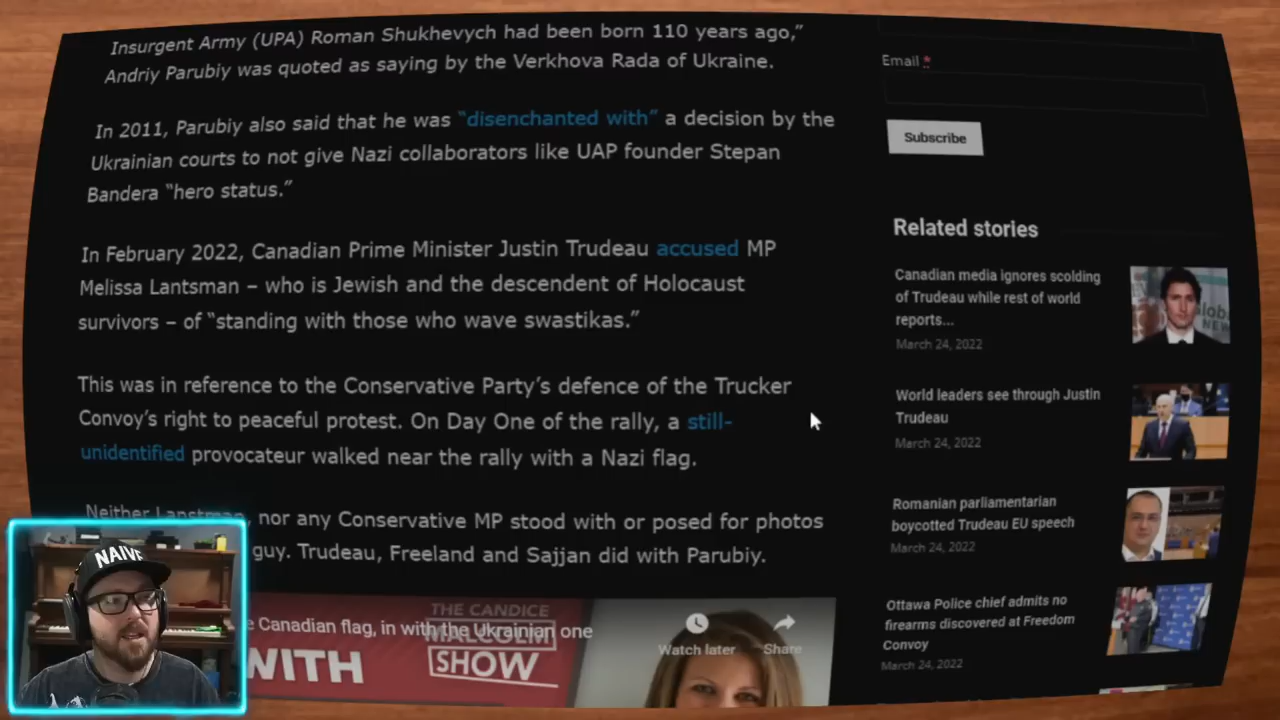 Insurgent Army (UPA) Roman Shukhevych had been born 110 years ago,”
Andriy Parubiy was quoted as saying by the Verkhova Rada of Ukraine.
In 2011, Parubiy also said that he was “disenchanted with” a decision by the
Ukrainian courts to not give Nazi collaborators like UAP founder Stepan
Bandera “hero status.”
In February 2022, Canadian Prime Minister Justin Trudeau accused MP
Melissa Lantsman – who is Jewish and the descendent of Holocaust
survivors – of “standing with those who wave swastikas.”
This was in reference to the Conservative Party’s defence of the Trucker
Convoy’s right to peaceful protest. On Day One of the rally, a still-
unidentified provocateur walked near the rally with a Nazi flag.
Neither Lanstman, nor any Conservative MP stood with or posed for photos
guy. Trudeau, Freeland and Sajjan did with Parubiy.
Canadian flag, in with the Ukrainian one
THE CANDICE
MALCOLM
SHOW
WITH
Watch later
Share
NAIVE
Email *
Subscribe
Related stories
Canadian media ignores scolding
of Trudeau while rest of world
reports...
March 24, 2022
World leaders see through Justin
Trudeau
March 24, 2022
Romanian parliamentarian
boycotted Trudeau EU speech
March 24, 2022
Ottawa Police chief admits no
firearms discovered at Freedom
Convoy
March 24, 2022